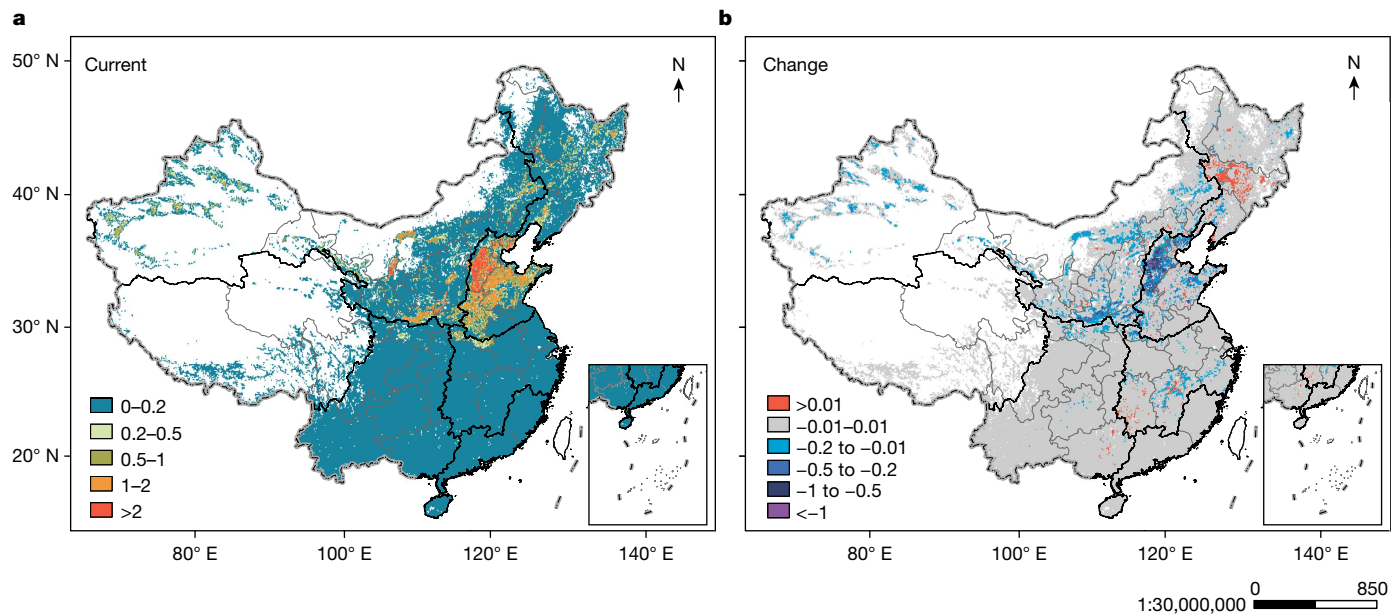 a
b
50° N
40° N
30° N
20° N
Current
N
0–0.2
0.2–0.5
0.5–1
1–2
>2
80° E
100° E
120° E
140° E
Change
N
>0.01
−0.01–0.01
−0.2 to −0.01
−0.5 to −0.2
−1 to −0.5
<−1
80° E
100° E
120° E
140° E
0 850
1:30,000,000